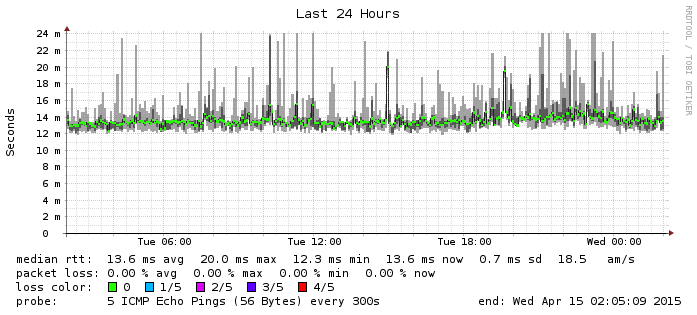 Last 24 Hours
RRDTOOL / TOBI OETIKER
Seconds
24 m
22 m
20 m
18 m
16 m
14 m
12 m
10 m
8 m
6 m
4 m
2 m
0
Tue 06:00 Tue 12:00 Tue 18:00 Wed 00:00
median rtt: 13.6 ms avg 20.0 ms max 12.3 ms min 13.6 ms now 0.7 ms sd 18.5 am/s
packet loss: 0.00 % avg 0.00 % max 0.00 % min 0.00 % now
loss color: 0 1/5 2/5 3/5 4/5
probe: 5 ICMP Echo Pings (56 Bytes) every 300s end: Wed Apr 15 02:05:09 2015